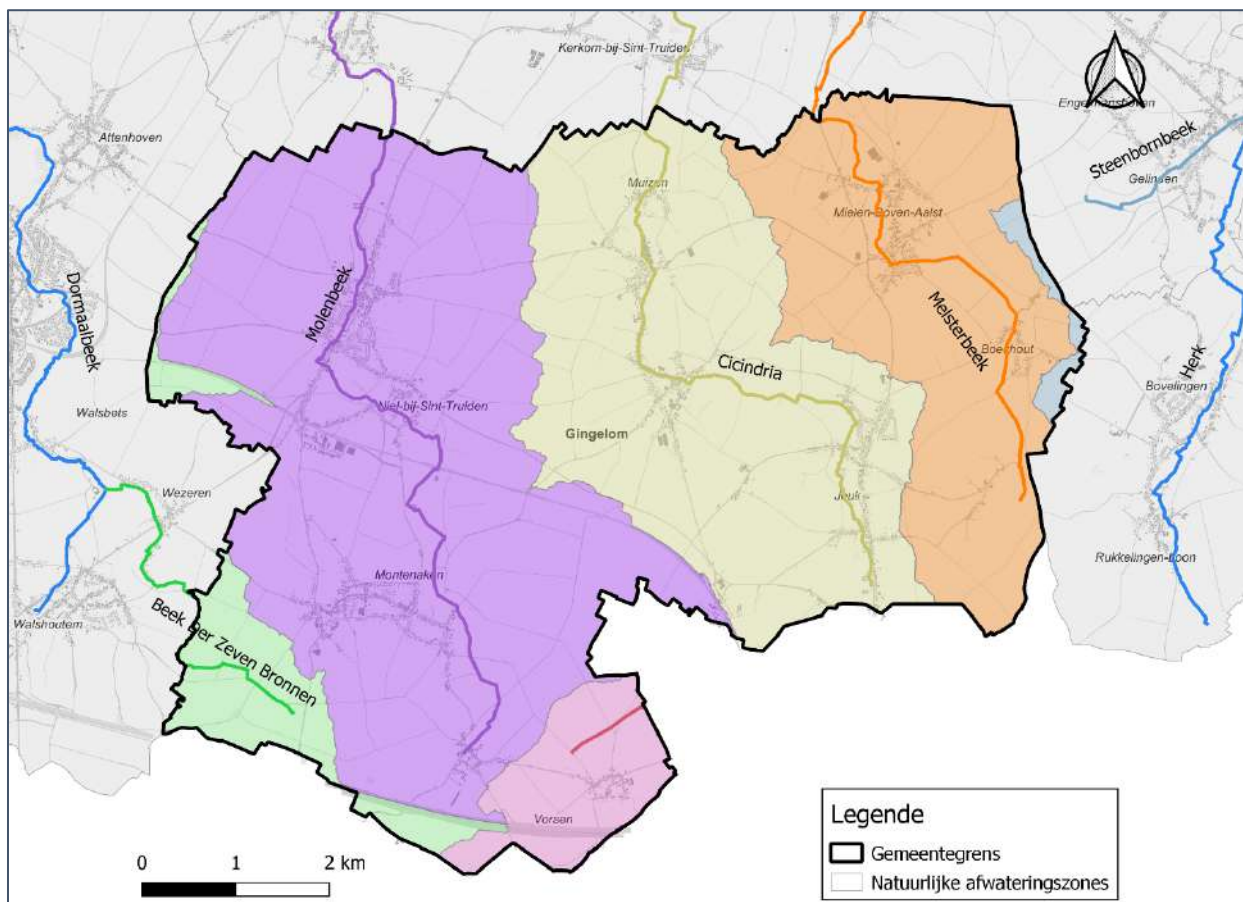 Kerkom-bij-Sint-Truiden
Attenhoven
Engelmanshoven
Steenbornbeek
Gelinden
Muizen
Mielen-Boven-Aalst
Dormaalbeek
Molenbeek
Melsterbeek
Boekhout
Herk
Cicindria
Bovelingen
Walsbets
Niel-bij-Sint-Truiden
Gingelom
Wezeren
Jeuk
Rukkelingen-Loon
Montenaken
Walshoutem
Beek der Zeven Bronnen
Vorsen
Legende
Gemeentegrens
Natuurlijke afwateringszones
0 1 2 km